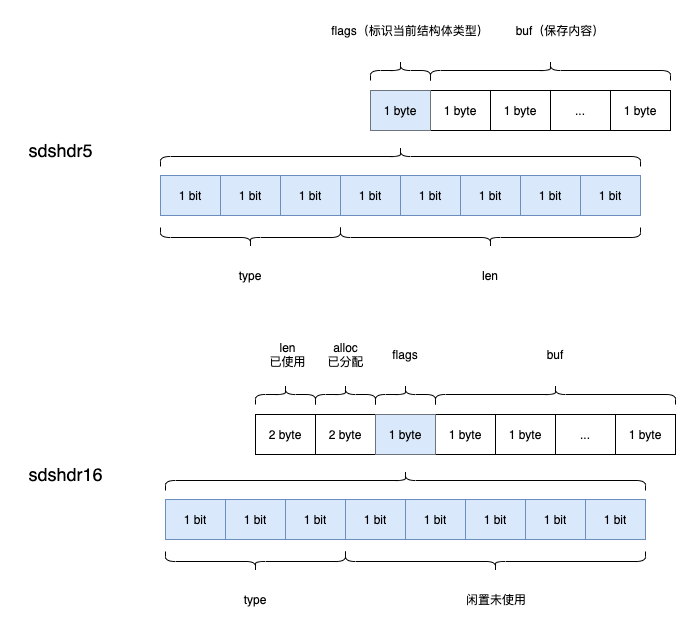 flags（标识当前结构体类型）
buf（保存内容）
1 byte
1 byte
1 byte
...
1 byte
sdshdr5
1 bit
1 bit
1 bit
1 bit
1 bit
1 bit
1 bit
1 bit
type
len
len
已使用
alloc
已分配
flags
buf
2 byte
2 byte
1 byte
1 byte
1 byte
...
1 byte
sdshdr16
1 bit
1 bit
1 bit
1 bit
1 bit
1 bit
1 bit
1 bit
type
闲置未使用